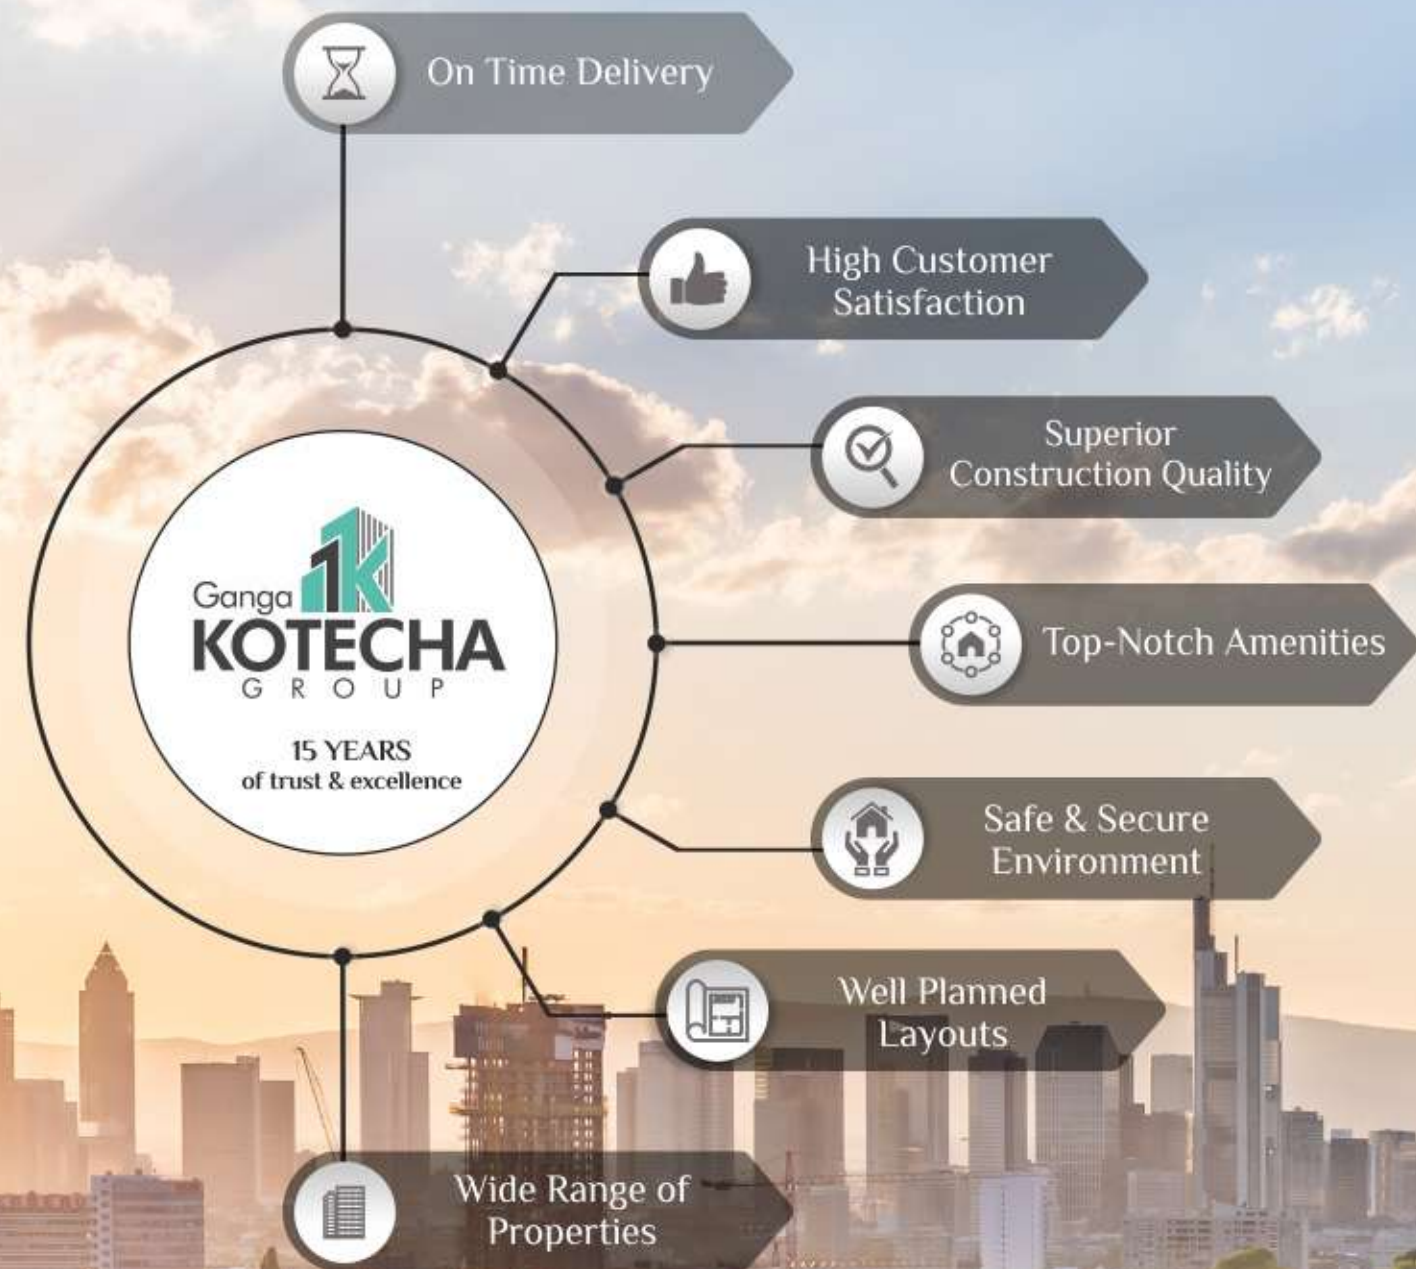 On Time Delivery
High Customer
Satisfaction
Superior
Construction Quality
Ganga
KOTECHA
GROUP
15 YEARS
of trust & excellence
Top-Notch Amenities
Safe & Secure
Environment
Well Planned
Layouts
Wide Range of
Properties